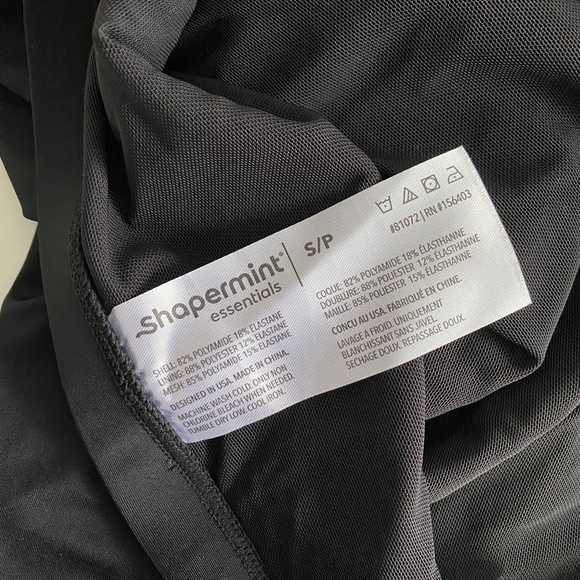 Shapermint®
essentials
S/P
SHELL: 82% POLYAMIDE 18% ELASTANE
LINING: 88% POLYESTER 12% ELASTANE
MESH: 85% POLYAMIDE 15% ELASTANE
DESIGNED IN USA. MADE IN CHINA.
MACHINE WASH COLD. ONLY NON
CHLORINE BLEACH WHEN NEEDED.
TUMBLE DRY LOW. COOL IRON.
#81072 | RN #156403
COQUE: 82% POLYAMIDE 18% ÉLASTHANNE
DOUBLURE: 88% POLIESTER 12% ÉLASTHANNE
MAILLE: 85% POLYESTER 15% ÉLASTHANNE
CONCU AU USA. FABRIQUÉ EN CHINE.
LAVAGE A FROID. UNIQUEMENT
BLANCHISSANT SANS JAVEL.
SECHAGE DOUX. REPASSAGE DOUX.